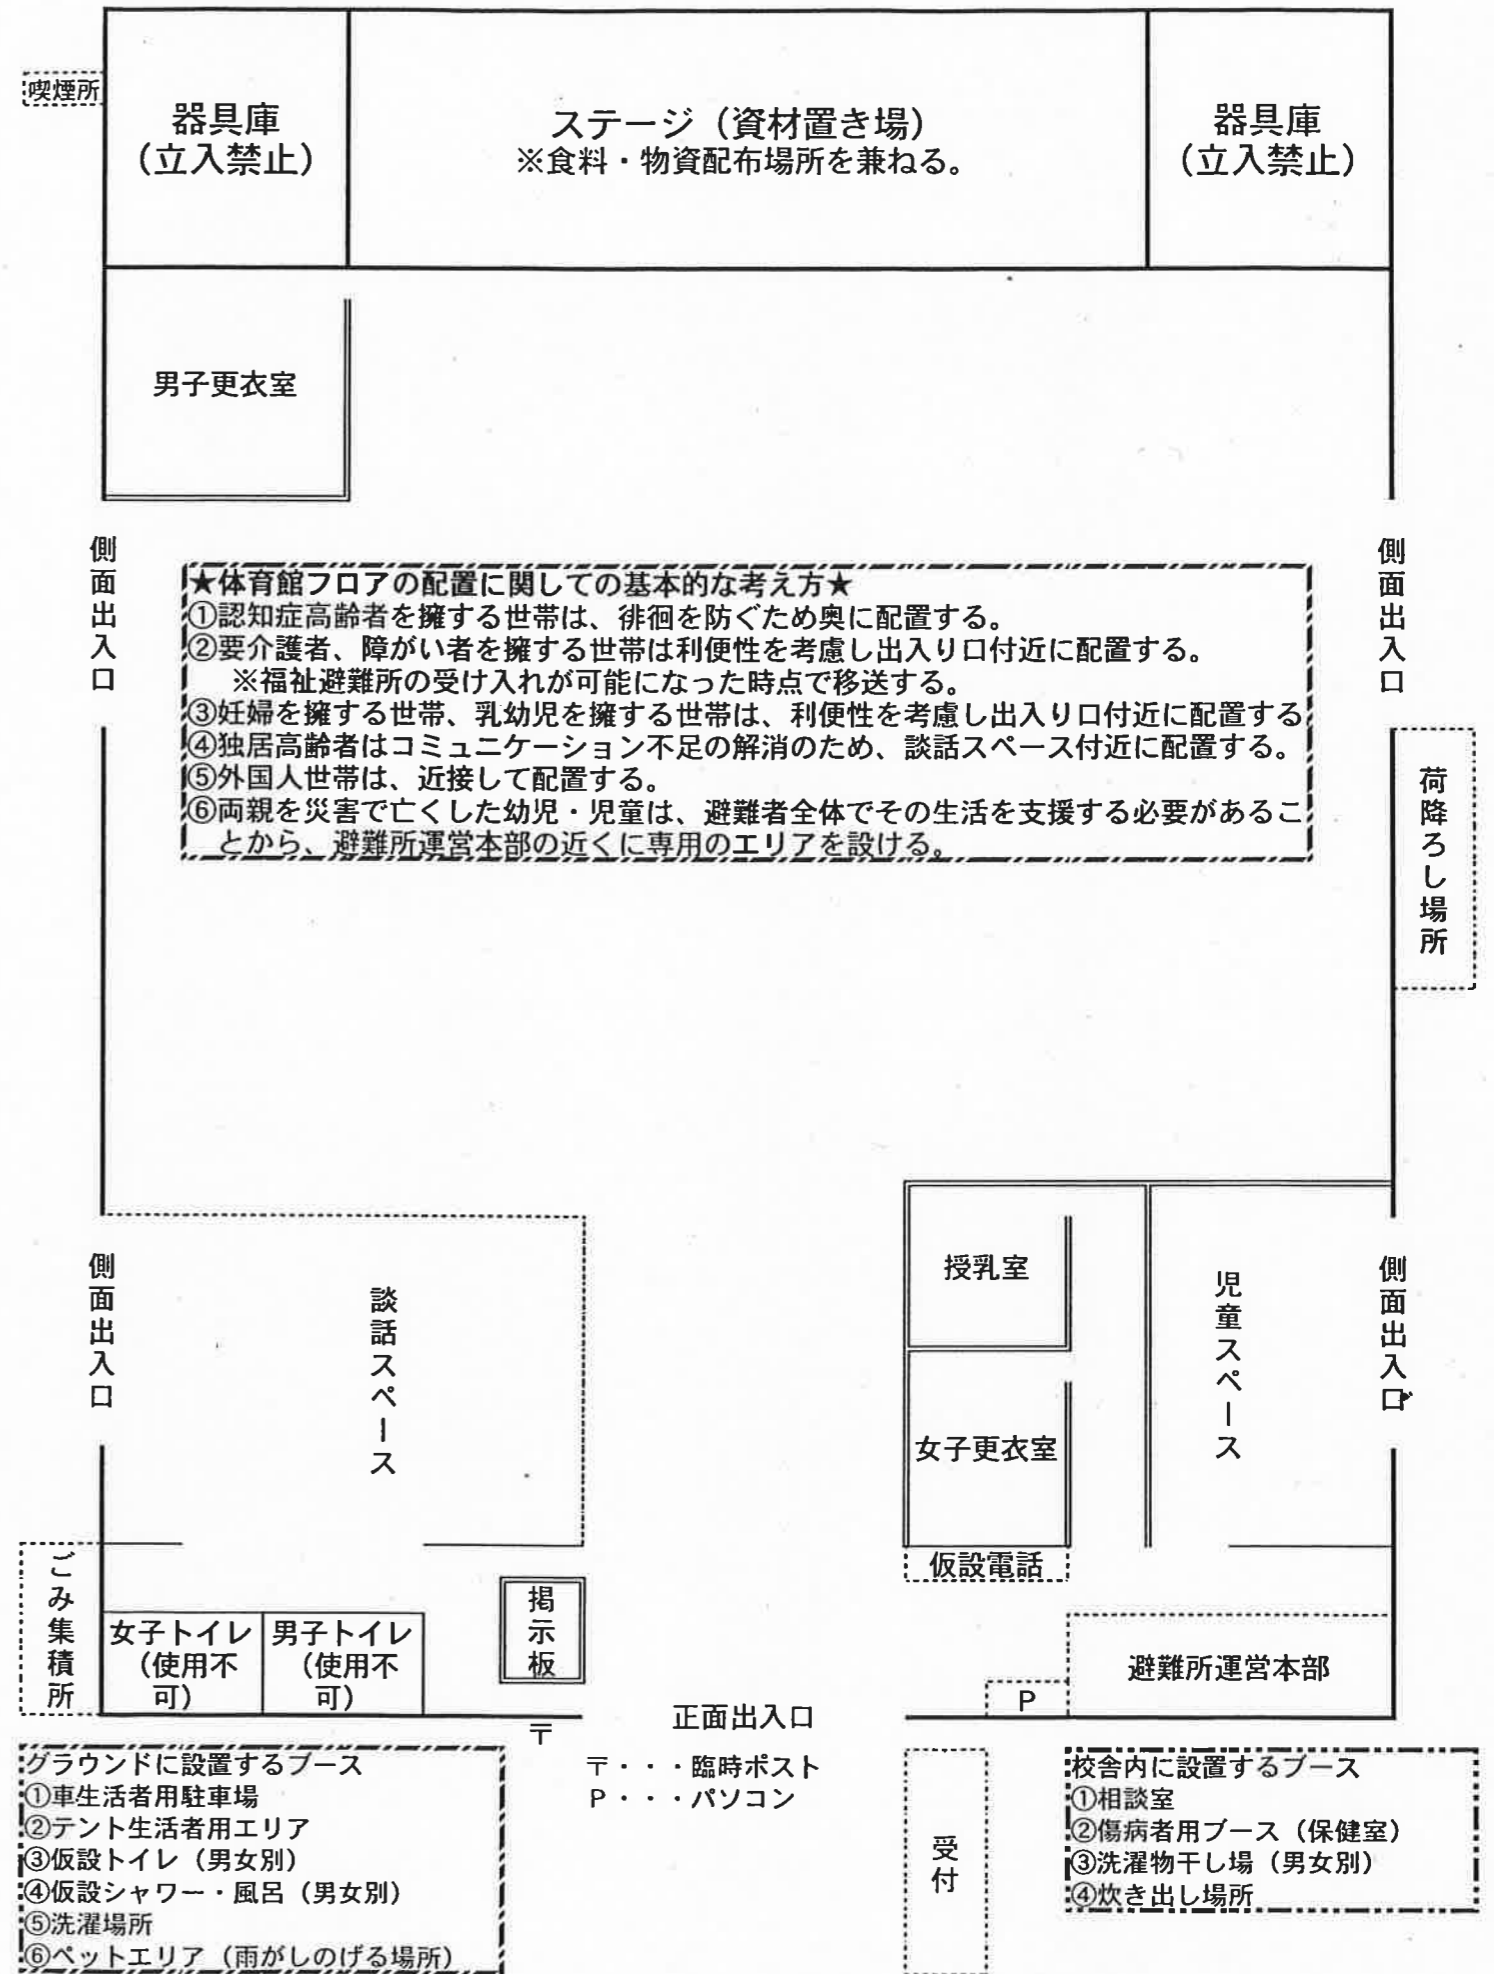 喫煙所
器具庫
(立入禁止)
ステージ(資材置き場)
※食料・物資配布場所を兼ねる。
器具庫
(立入禁止)
男子更衣室
側面出入口
側面出入口
★体育館フロアの配置に関しての基本的な考え方★
①認知症高齢者を擁する世帯は、徘徊を防ぐため奥に配置する。
②要介護者、障がい者を擁する世帯は利便性を考慮し出入り口付近に配置する。
※福祉避難所の受け入れが可能になった時点で移送する。
③妊婦を擁する世帯、乳幼児を擁する世帯は、利便性を考慮し出入り口付近に配置する
④独居高齢者はコミュニケーション不足の解消のため、談話スペース付近に配置する。
⑤外国人世帯は、近接して配置する。
⑥両親を災害で亡くした幼児・児童は、避難者全体でその生活を支援する必要があるこ
とから、避難所運営本部の近くに専用のエリアを設ける。
荷降ろし場所
側面出入口
談話スペース
授乳室
児童スペース
側面出入口
女子更衣室
仮設電話
ごみ集積所
女子トイレ
(使用不
可)
男子トイレ
(使用不
可)
掲示板
避難所運営本部
P
〒
正面出入口
〒・・・臨時ポスト
P・・・パソコン
受付
グラウンドに設置するブース
①車生活者用駐車場
②テント生活者用エリア
③仮設トイレ(男女別)
④仮設シャワー・風呂(男女別)
⑤洗濯場所
⑥ペットエリア(雨がしのげる場所)
校舎内に設置するブース
①相談室
②傷病者用ブース(保健室)
③洗濯物干し場(男女別)
④炊き出し場所